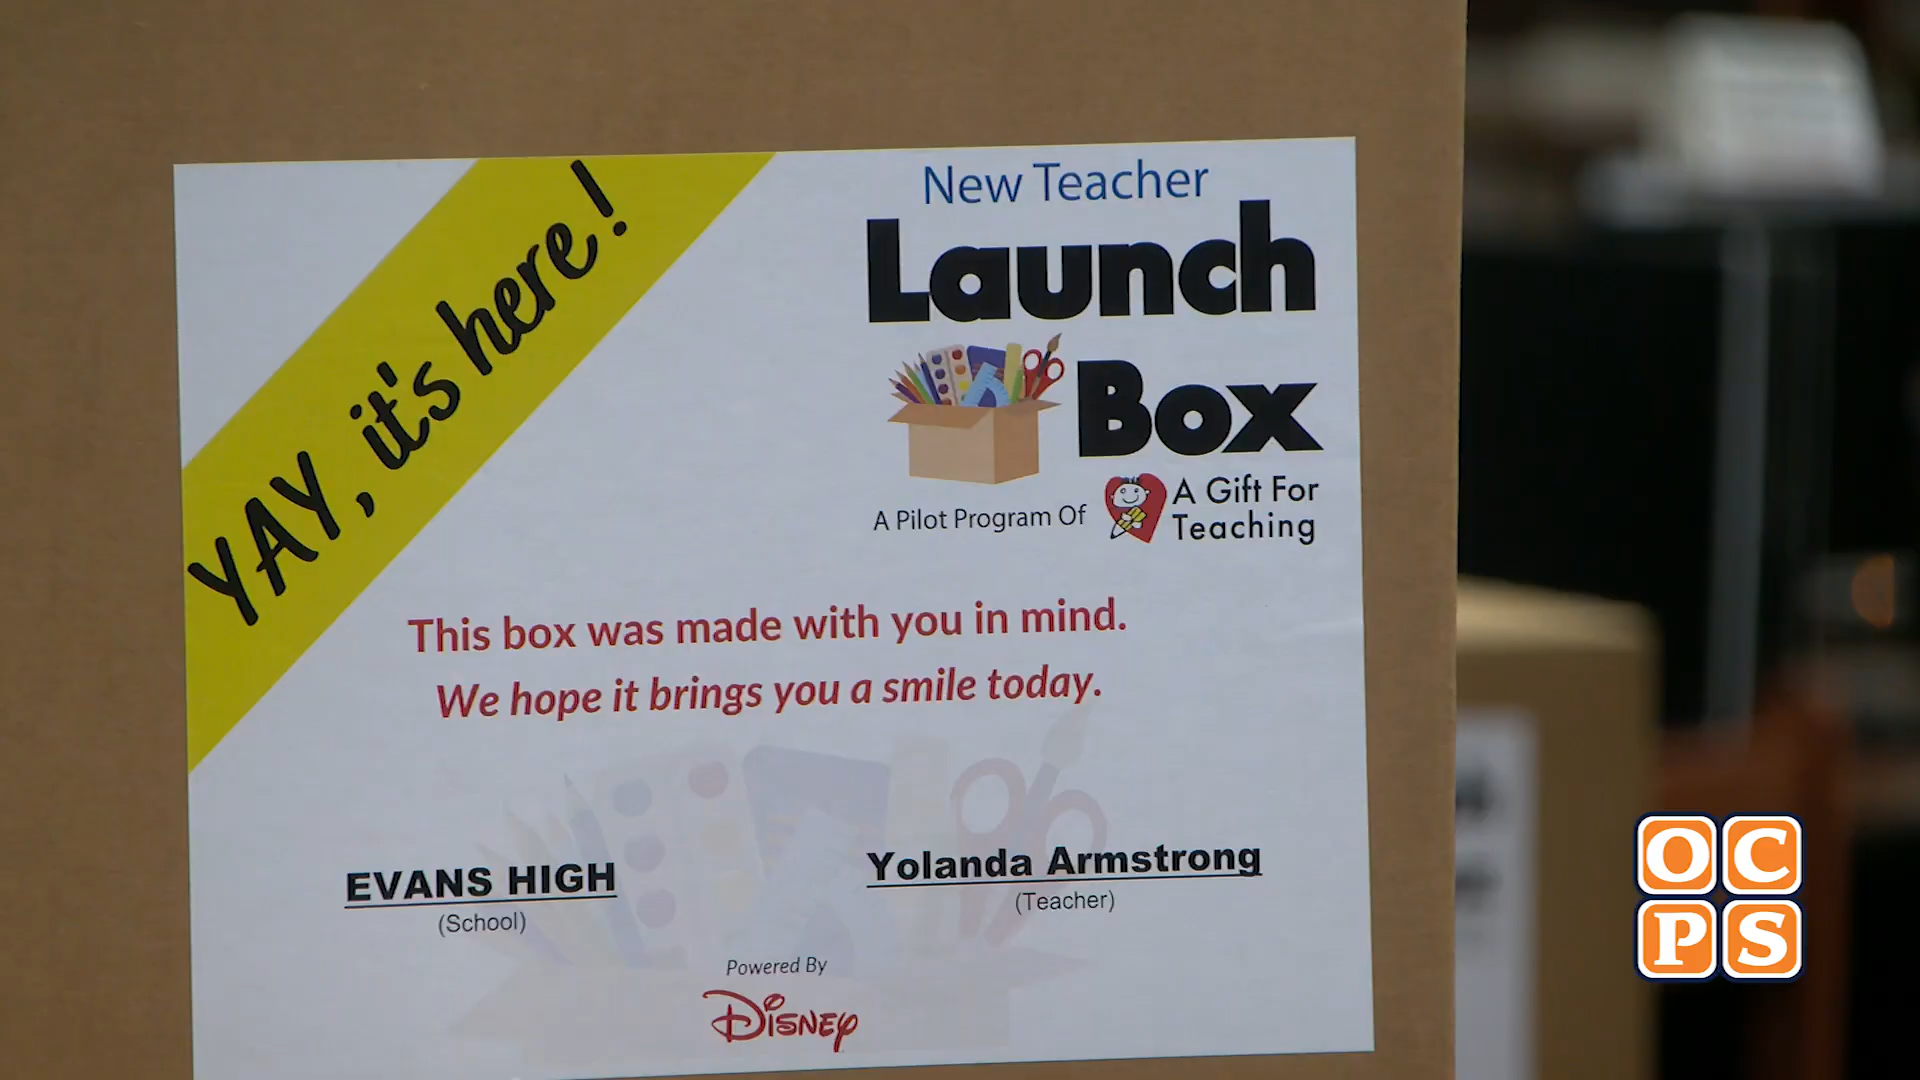 YAY, it's here!
New Teacher
Launch
Box
A Pilot Program Of
A Gift For
Teaching
This box was made with you in mind.
We hope it brings you a smile today.
EVANS HIGH
(School)
Yolanda Armstrong
(Teacher)
Powered By
Disney
OC
PS